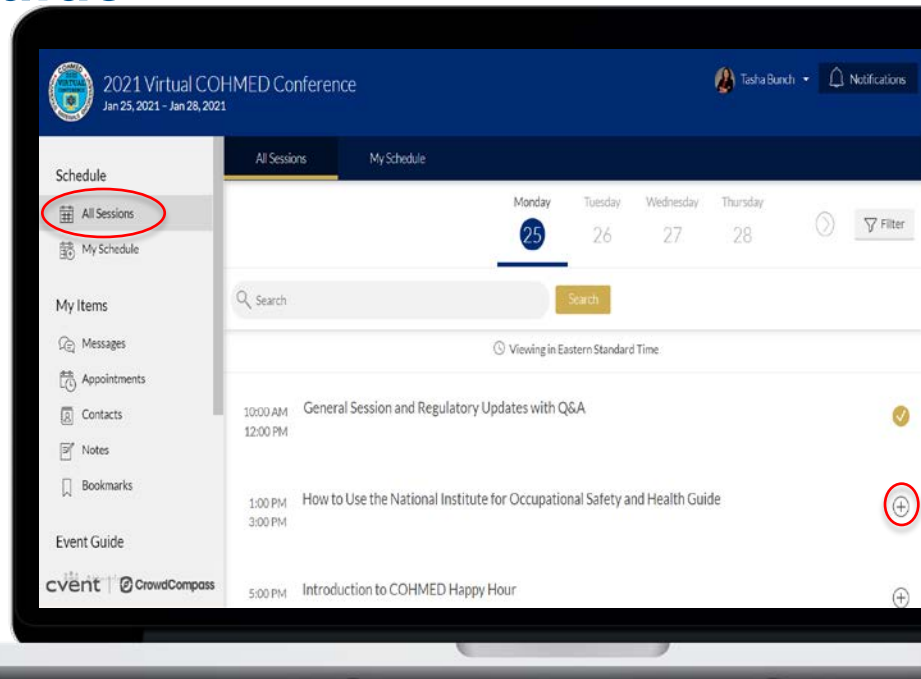 2021 Virtual COHMED Conference
Jan 25, 2021 - Jan 28, 2021
Tasha Bunch
Notifications
All Sessions
My Schedule
Schedule
All Sessions
My Schedule
Monday
Tuesday
Wednesday
Thursday
25
26
27
28
Filter
My Items
Search
Search
Messages
Viewing in Eastern Standard Time
Appointments
Contacts
10:00 AM General Session and Regulatory Updates with Q&A
12:00 PM
Notes
Bookmarks
1:00 PM How to Use the National Institute for Occupational Safety and Health Guide
3:00 PM
Event Guide
cvent CrowdCompass
5:00 PM Introduction to COHMED Happy Hour